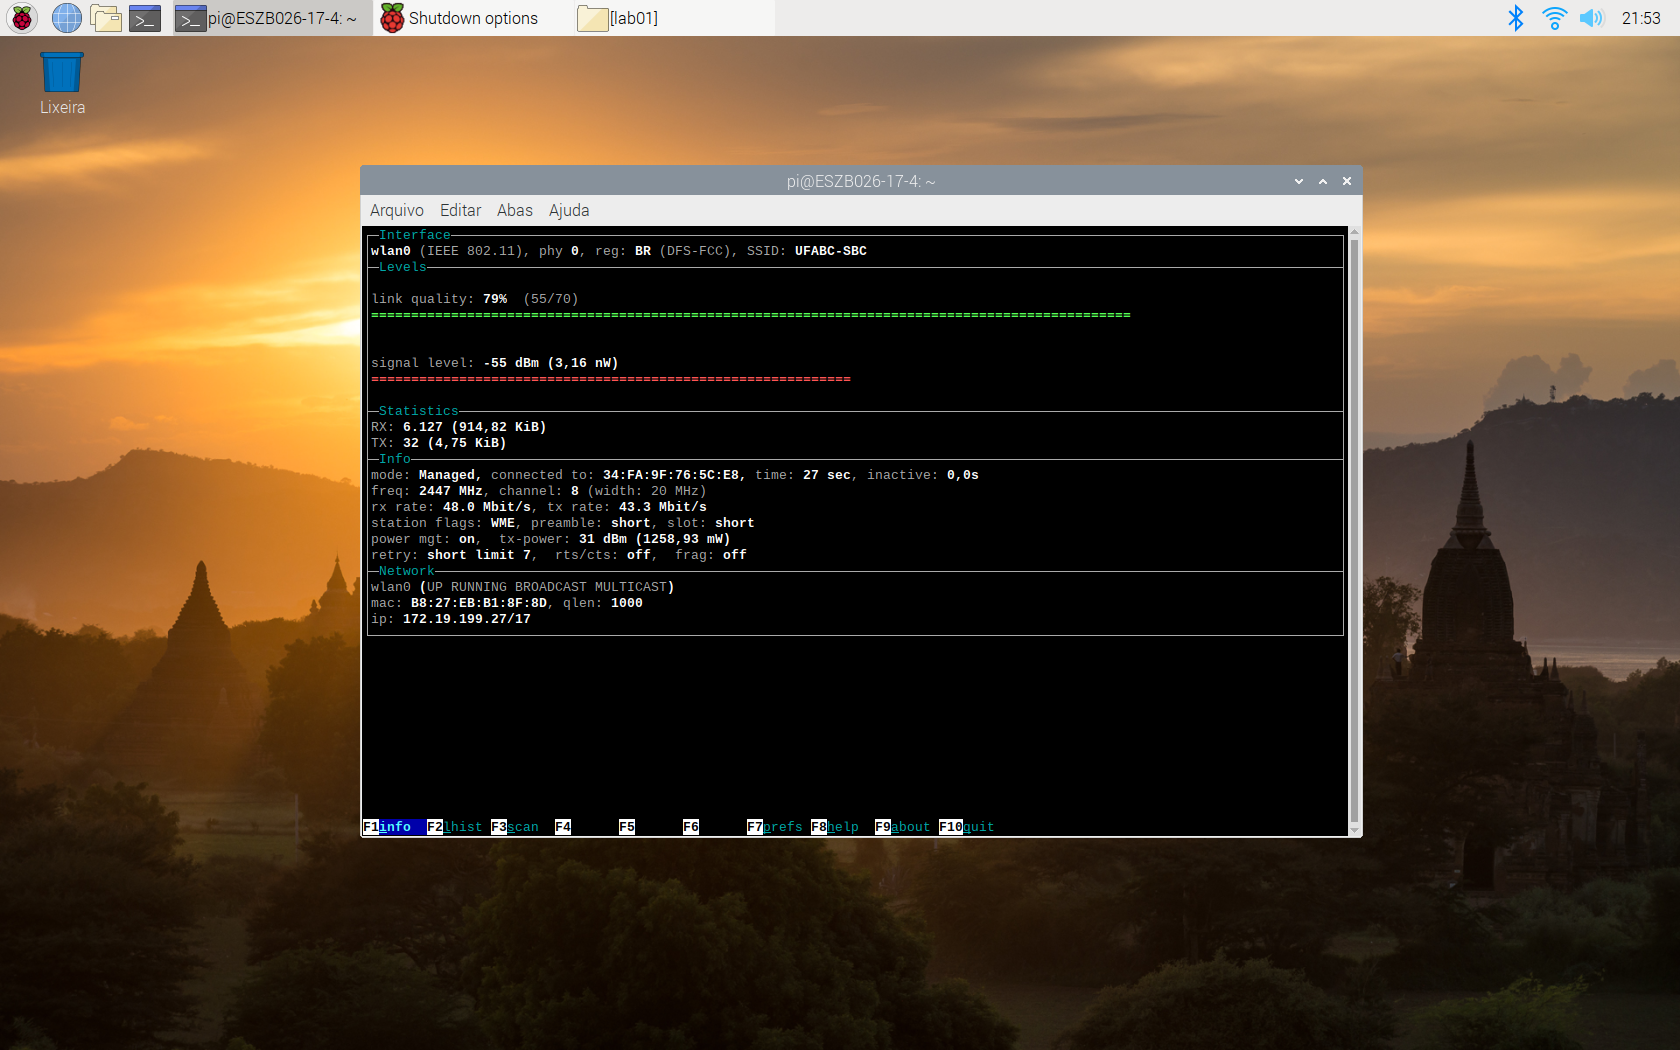 pi@ESZB026-17-4: ~ Shutdown options [lab01] 21:53
Lixeira
pi@ESZB026-17-4: ~
Arquivo Editar Abas Ajuda
Interface
wlan0 (IEEE 802.11), phy 0, reg: BR (DFS-FCC), SSID: UFABC-SBC
Levels
link quality: 79% (55/70)
signal level: -55 dBm (3,16 nW)
Statistics
RX: 6.127 (914,82 KiB)
TX: 32 (4,75 KiB)
Info
mode: Managed, connected to: 34:FA:9F:76:5C:E8, time: 27 sec, inactive: 0,0s
freq: 2447 MHz, channel: 8 (width: 20 MHz)
rx rate: 48.0 Mbit/s, tx rate: 43.3 Mbit/s
station flags: WME, preamble: short, slot: short
power mgt: on, tx-power: 31 dBm (1258,93 mW)
retry: short limit 7, rts/cts: off, frag: off
Network
wlan0 (UP RUNNING BROADCAST MULTICAST)
mac: B8:27:EB:B1:8F:8D, qlen: 1000
ip: 172.19.199.27/17
F1info F2lhist F3scan F4 F5 F6 F7prefs F8help F9about F10quit